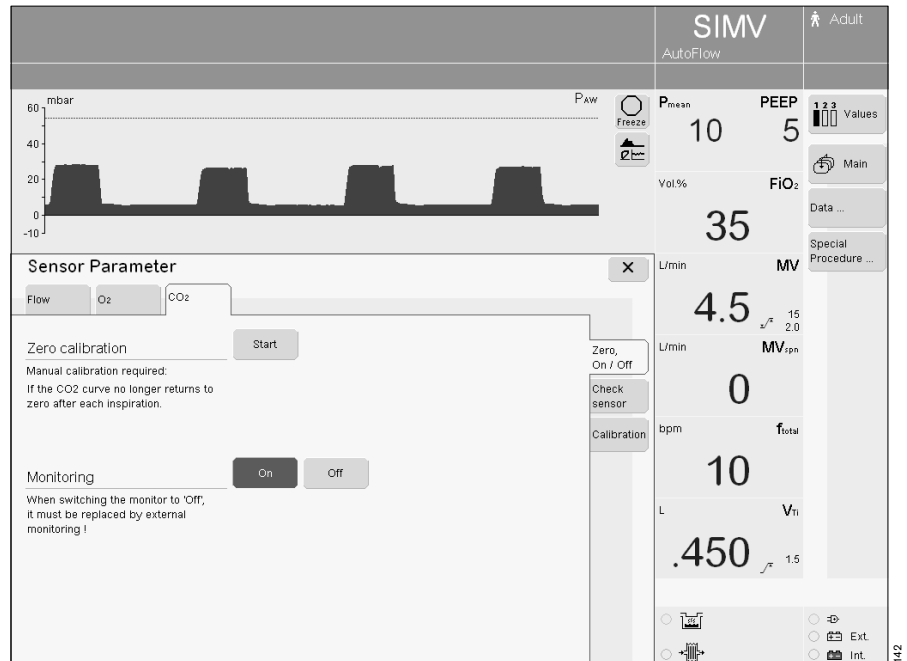 SIMV
AutoFlow
Adult
mbar
PAW
60
40
20
0
-10
Freeze
Pmean PEEP
10 5
Vol.% FiO2
35
L/min MV
4.5 15
2.0
L/min MVspn
0
bpm ftotal
10
L VTi
.450 1.5
1 2 3
Values
Main
Data ...
Special
Procedure ...
Sensor Parameter
X
Flow O2 CO2
Zero calibration Start
Manual calibration required:
If the CO2 curve no longer returns to
zero after each inspiration.
Monitoring On Off
When switching the monitor to 'Off',
it must be replaced by external
monitoring !
Zero,
On / Off
Check
sensor
Calibration
Ext.
Int.
142